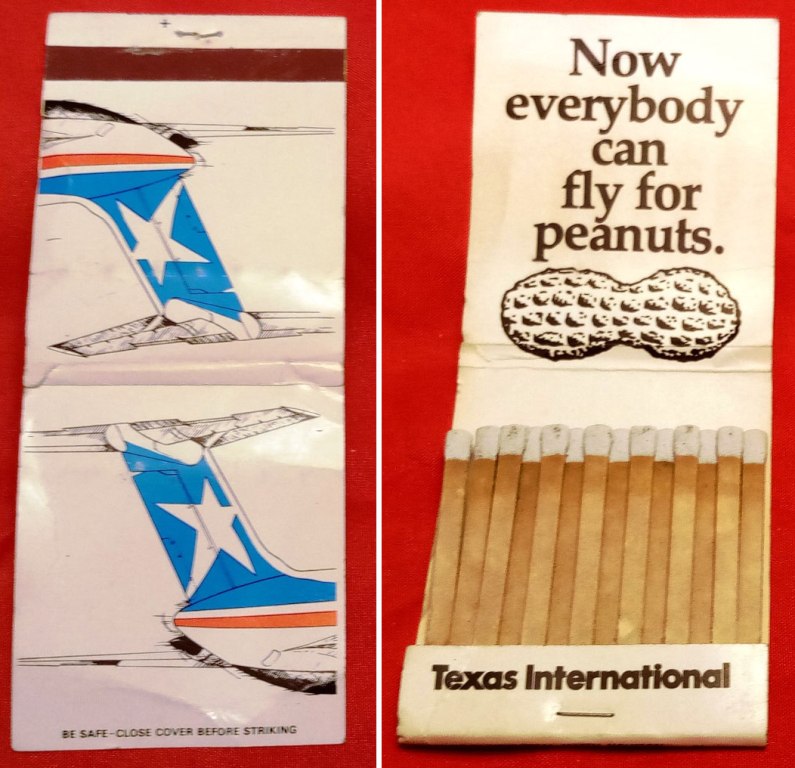 BE SAFE - CLOSE COVER BEFORE STRIKING
Now
everybody
can
fly for
peanuts.
Texas International